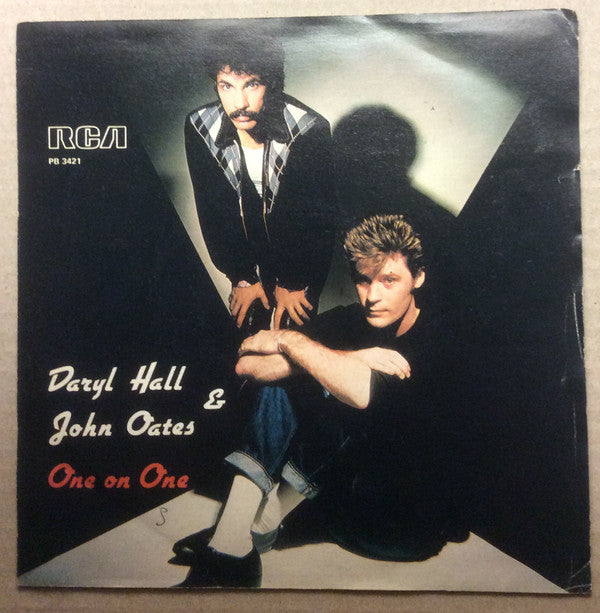 RCA
PB 3421
Daryl Hall
&
John Oates
One on One
S